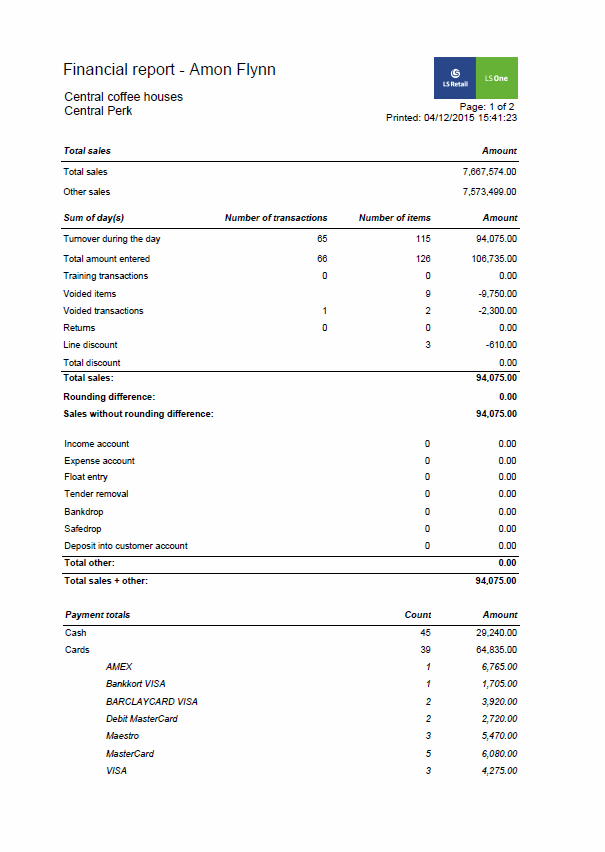 Financial report - Amon Flynn
Central coffee houses
Central Perk
LS Retail
LS One
Page: 1 of 2
Printed: 04/12/2015 15:41:23
Total sales Amount
Total sales 7,667,574.00
Other sales 7,573,499.00
Sum of day(s) Number of transactions Number of items Amount
Turnover during the day 65 115 94,075.00
Total amount entered 66 126 106,735.00
Training transactions 0 0 0.00
Voided items 9 -9,750.00
Voided transactions 1 2 -2,300.00
Returns 0 0 0.00
Line discount 3 -610.00
Total discount 0.00
Total sales: 94,075.00
Rounding difference: 0.00
Sales without rounding difference: 94,075.00
Income account 0 0.00
Expense account 0 0.00
Float entry 0 0.00
Tender removal 0 0.00
Bankdrop 0 0.00
Safedrop 0 0.00
Deposit into customer account 0 0.00
Total other: 0.00
Total sales + other: 94,075.00
Payment totals Count Amount
Cash 45 29,240.00
Cards 39 64,835.00
AMEX 1 6,765.00
Bankkort VISA 1 1,705.00
BARCLAYCARD VISA 2 3,920.00
Debit MasterCard 2 2,720.00
Maestro 3 5,470.00
MasterCard 5 6,080.00
VISA 3 4,275.00